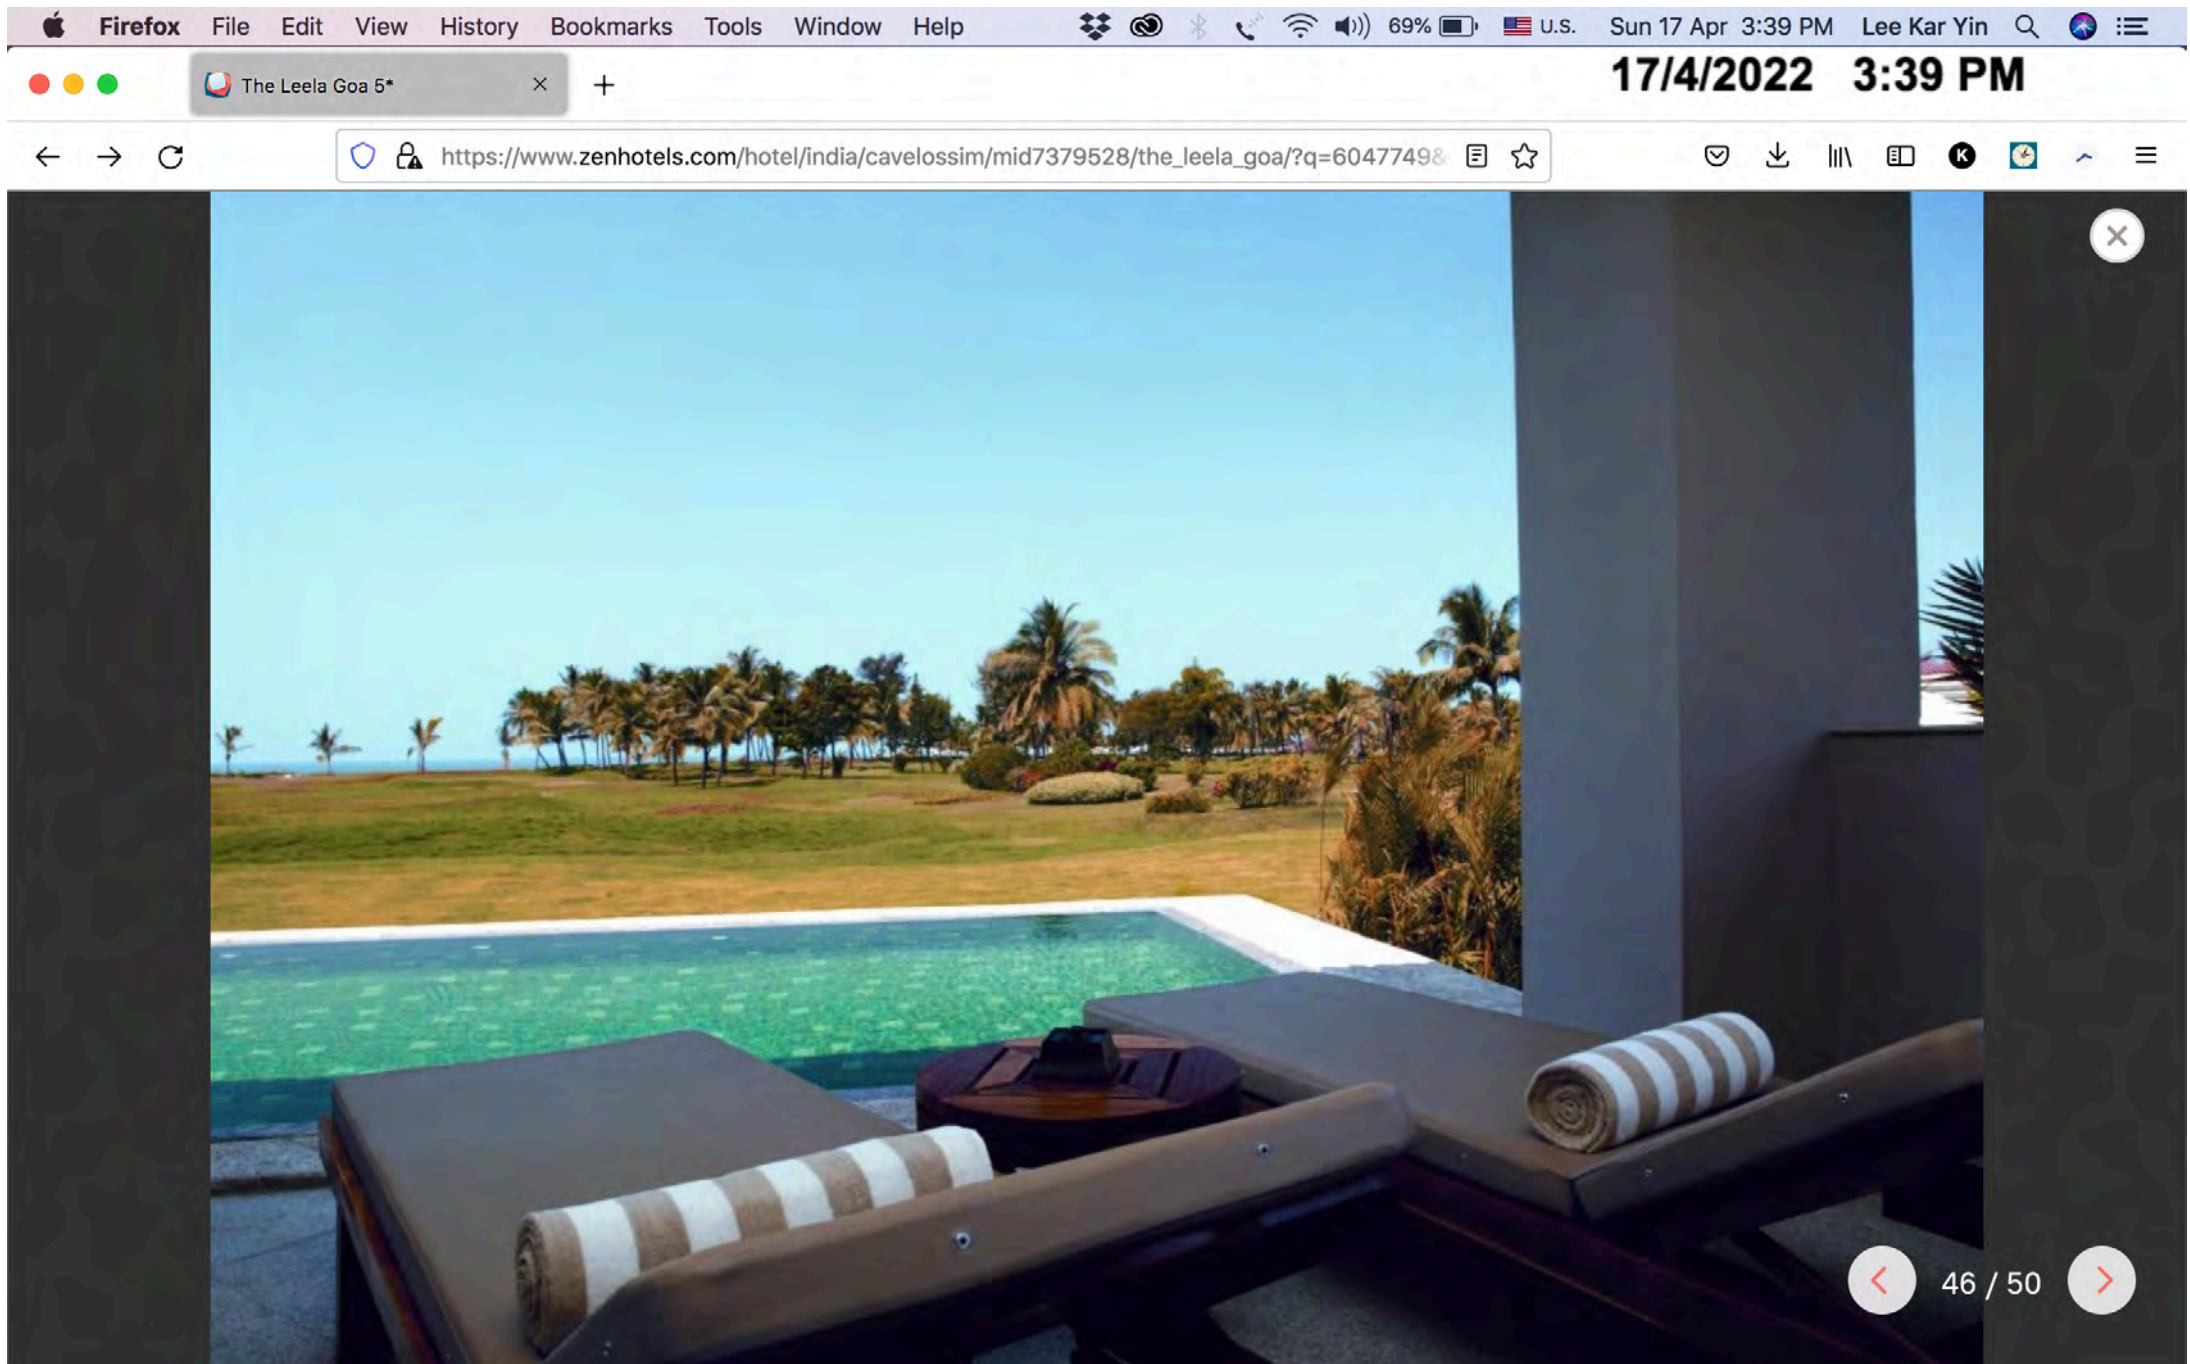 Firefox File Edit View History Bookmarks Tools Window Help 69% U.S. Sun 17 Apr 3:39 PM Lee Kar Yin
The Leela Goa 5*
17/4/2022 3:39 PM
https://www.zenhotels.com/hotel/india/cavelossim/mid7379528/the_leela_goa/?q=6047749
K
46 / 50